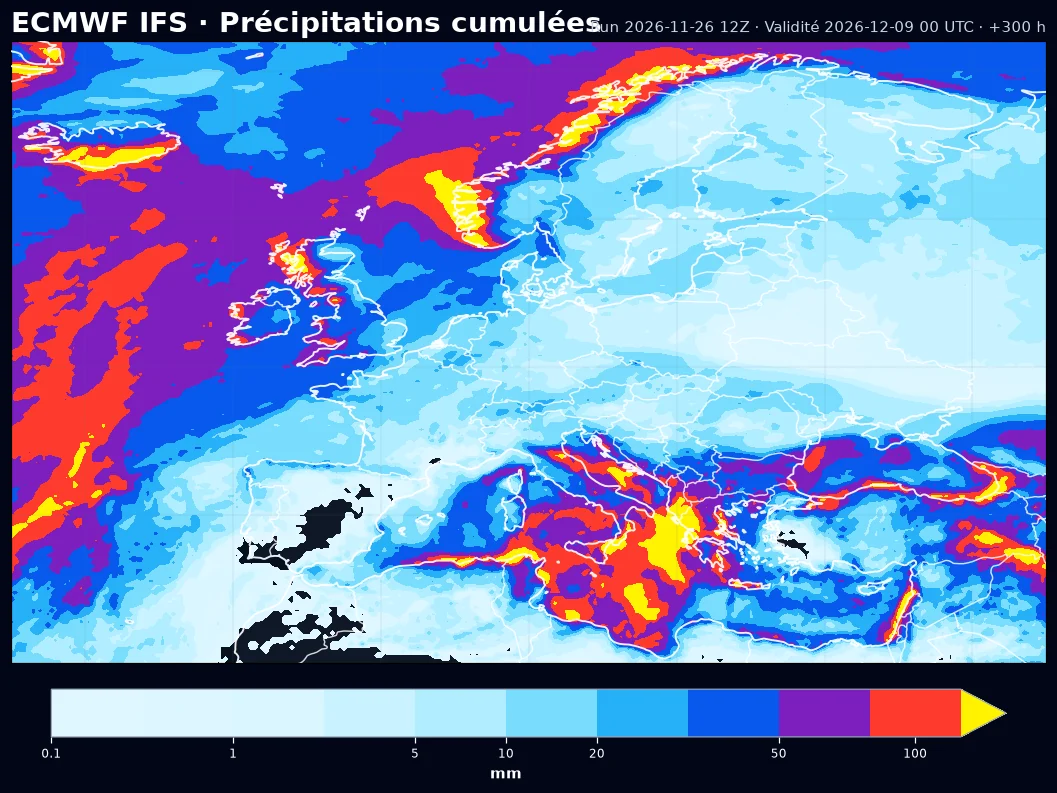 ECMWF IFS · Précipitations cumulées
Run 2026-11-26 12Z · Validité 2026-12-09 00 UTC · +300 h
0.1 1 5 10 20 50 100
mm